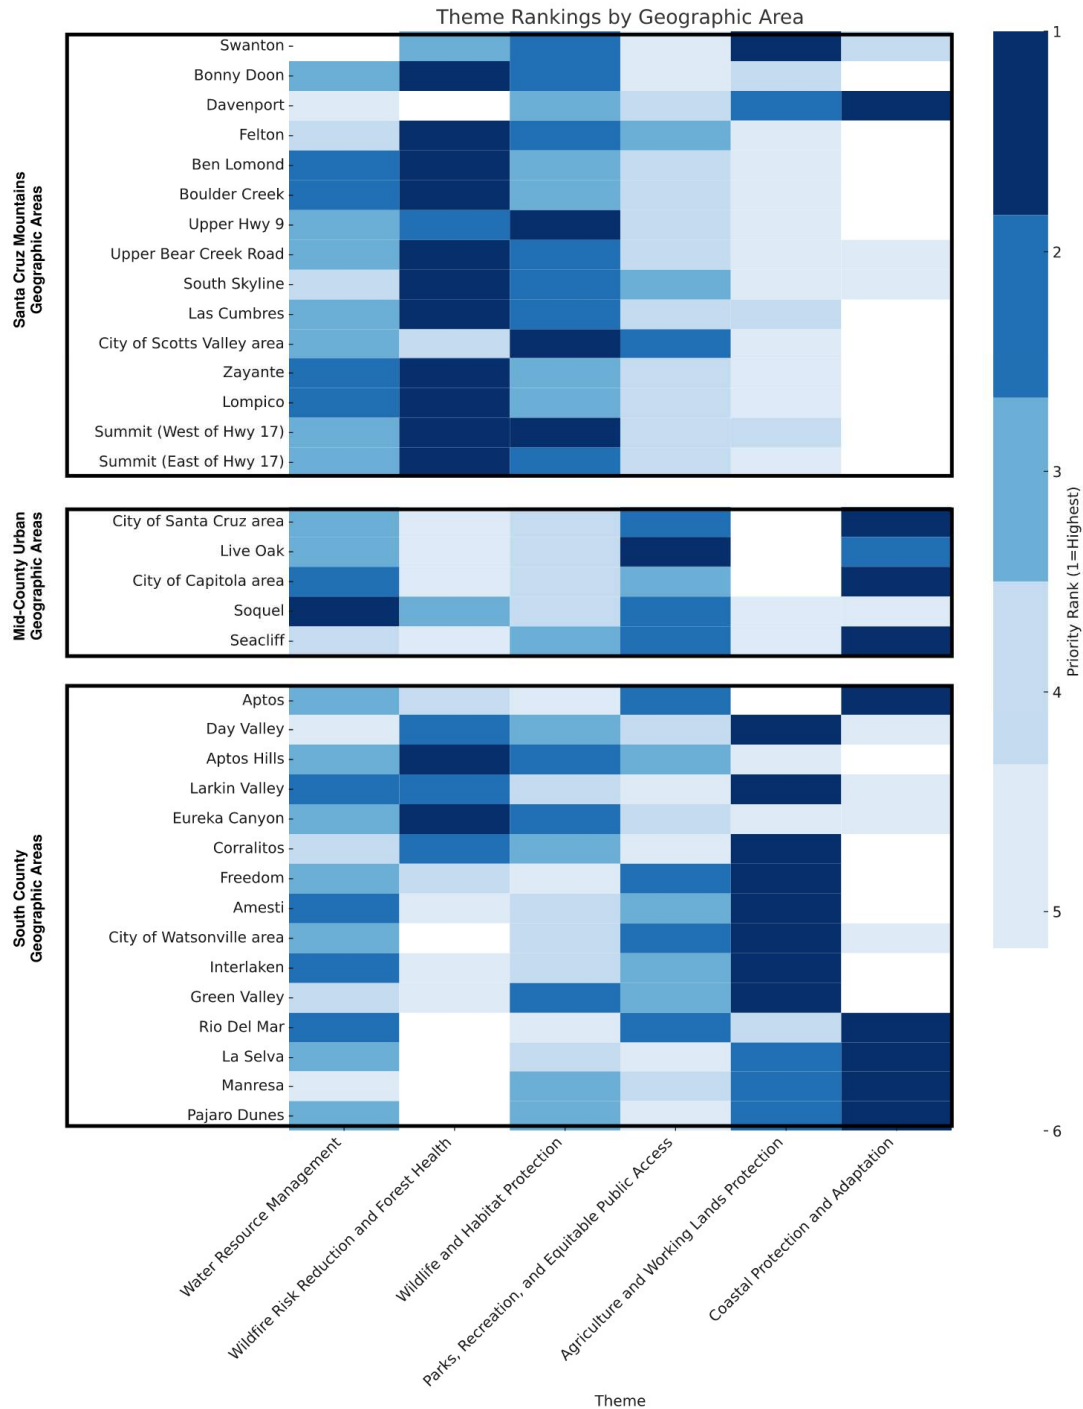 Theme Rankings by Geographic Area
Santa Cruz Mountains
Geographic Areas
Swanton
Bonny Doon
Davenport
Felton
Ben Lomond
Boulder Creek
Upper Hwy 9
Upper Bear Creek Road
South Skyline
Las Cumbres
City of Scotts Valley area
Zayante
Lompico
Summit (West of Hwy 17)
Summit (East of Hwy 17)
Mid-County Urban
Geographic Areas
City of Santa Cruz area
Live Oak
City of Capitola area
Soquel
Seacliff
South County
Geographic Areas
Aptos
Day Valley
Aptos Hills
Larkin Valley
Eureka Canyon
Corralitos
Freedom
Amesti
City of Watsonville area
Interlaken
Green Valley
Rio Del Mar
La Selva
Manresa
Pajaro Dunes
Water Resource Management
Wildfire Risk Reduction and Forest Health
Wildlife and Habitat Protection
Parks, Recreation, and Equitable Public Access
Agriculture and Working Lands Protection
Coastal Protection and Adaptation
Theme
1
2
3
4
5
6
Priority Rank (1=Highest)